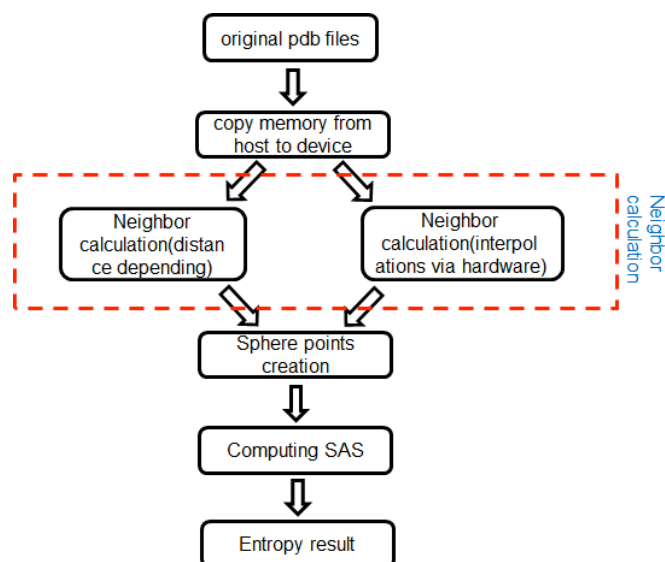 original pdb files
copy memory from
host to device
Neighbor
calculation(distan
ce depending)
Neighbor
calculation(interpol
ations via hardware)
Neighbor
calculation
Sphere points
creation
Computing SAS
Entropy result